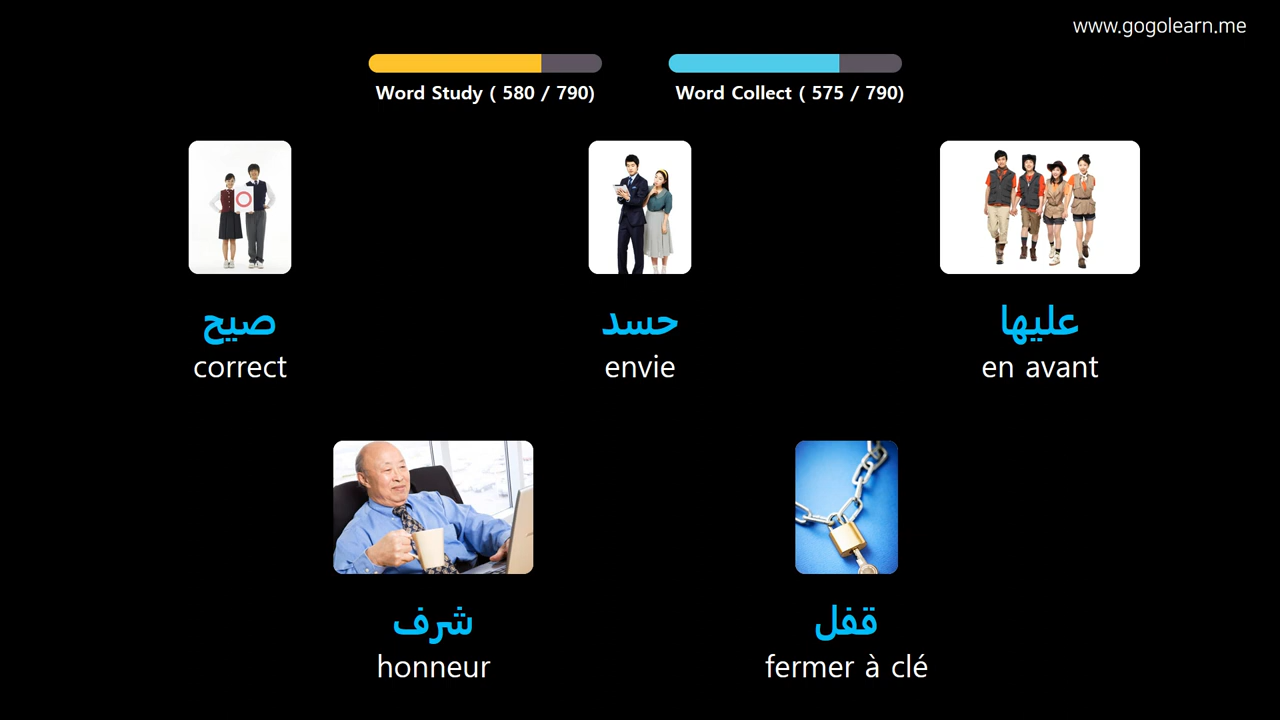 www.gogolearn.me
Word Study ( 580 / 790)
Word Collect ( 575 / 790)
صيح
correct
حسد
envie
عليها
en avant
شرف
honneur
قفل
fermer à clé